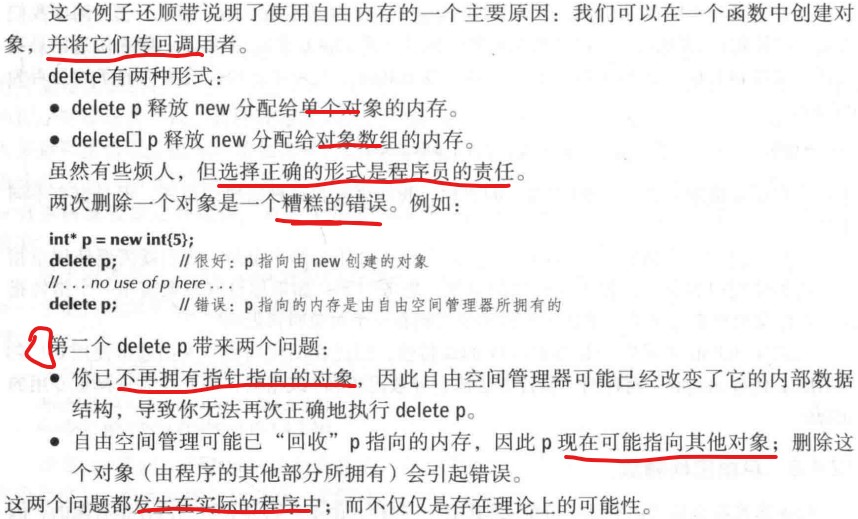 这个例子还顺带说明了使用自由内存的一个主要原因：我们可以在一个函数中创建对
象，并将它们传回调用者。
delete 有两种形式：
● delete p 释放 new 分配给单个对象的内存。
● delete[] p 释放 new 分配给对象数组的内存。
虽然有些烦人，但选择正确的形式是程序员的责任。
两次删除一个对象是一个糟糕的错误。例如：
int* p = new int{5};
delete p; //很好：p指向由 new 创建的对象
// . . . no use of p here . . .
delete p; //错误：p指向的内存是由自由空间管理器所拥有的
第二个 delete p 带来两个问题：
● 你已不再拥有指针指向的对象，因此自由空间管理器可能已经改变了它的内部数据
结构，导致你无法再次正确地执行 delete p。
● 自由空间管理可能已“回收”p 指向的内存，因此 p 现在可能指向其他对象；删除这
个对象（由程序的其他部分所拥有）会引起错误。
这两个问题都发生在实际的程序中；而不仅仅是存在理论上的可能性。